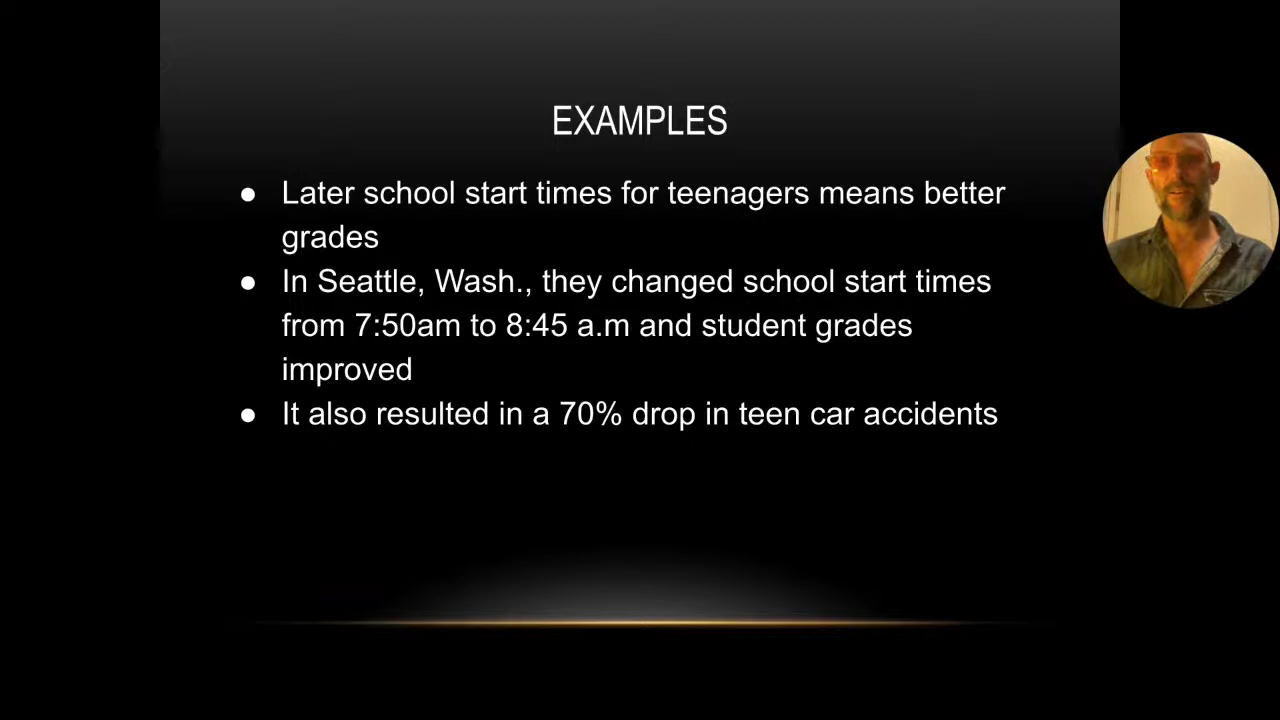 EXAMPLES
● Later school start times for teenagers means better
grades
● In Seattle, Wash., they changed school start times
from 7:50am to 8:45 a.m and student grades
improved
● It also resulted in a 70% drop in teen car accidents